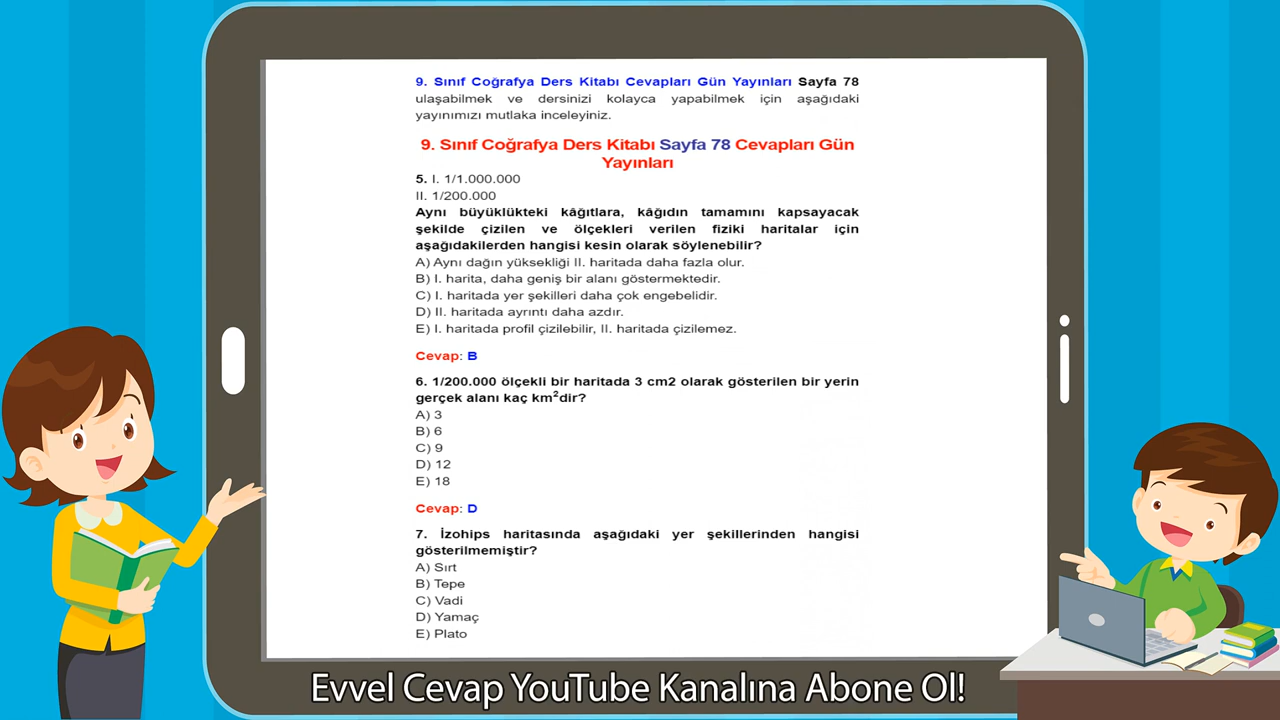 9. Sınıf Coğrafya Ders Kitabı Cevapları Gün Yayınları Sayfa 78
ulaşabilmek ve dersinizi kolayca yapabilmek için aşağıdaki
yayınımızı mutlaka inceleyiniz.
9. Sınıf Coğrafya Ders Kitabı Sayfa 78 Cevapları Gün
Yayınları
5. I. 1/1.000.000
II. 1/200.000
Aynı büyüklükteki kâğıtlara, kâğıdın tamamını kapsayacak
şekilde çizilen ve ölçekleri verilen fiziki haritalar için
aşağıdakilerden hangisi kesin olarak söylenebilir?
A) Aynı dağın yüksekliği II. haritada daha fazla olur.
B) I. harita, daha geniş bir alanı göstermektedir.
C) I. haritada yer şekilleri daha çok engebelidir.
D) II. haritada ayrıntı daha azdır.
E) I. haritada profil çizilebilir, II. haritada çizilemez.
Cevap: B
6. 1/200.000 ölçekli bir haritada 3 cm2 olarak gösterilen bir yerin
gerçek alanı kaç km²dir?
A) 3
B) 6
C) 9
D) 12
E) 18
Cevap: D
7. İzohips haritasında aşağıdaki yer şekillerinden hangisi
gösterilmemiştir?
A) Sırt
B) Tepe
C) Vadi
D) Yamaç
E) Plato
Evvel Cevap YouTube Kanalına Abone Ol!